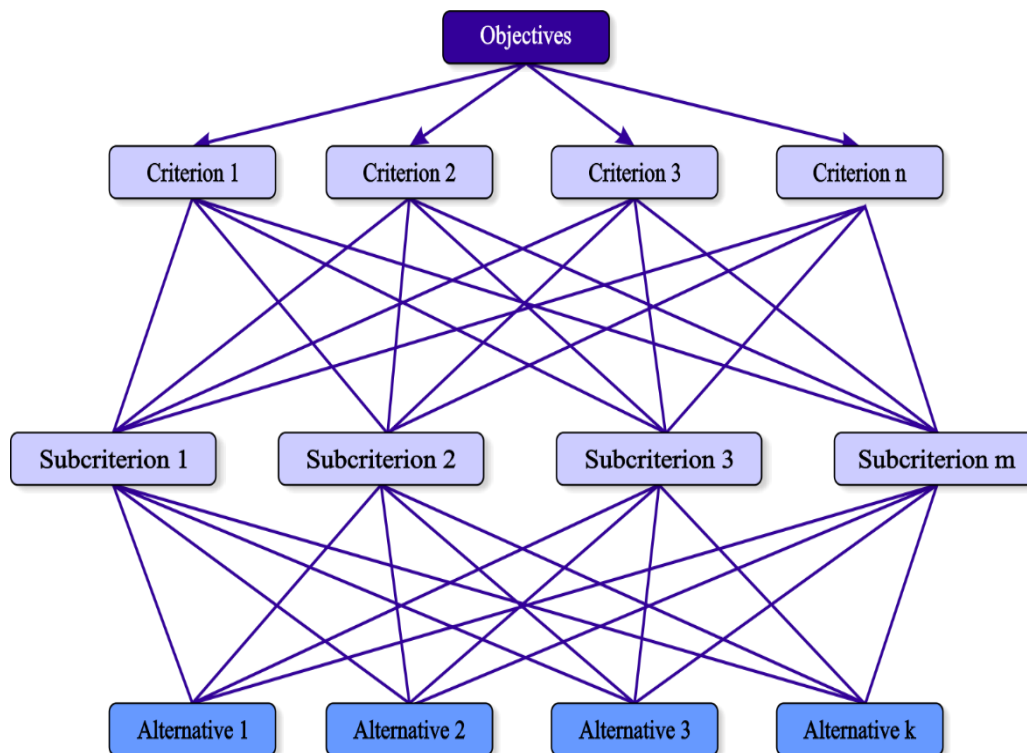 Objectives
Criterion 1
Criterion 2
Criterion 3
Criterion n
Subcriterion 1
Subcriterion 2
Subcriterion 3
Subcriterion m
Alternative 1
Alternative 2
Alternative 3
Alternative k